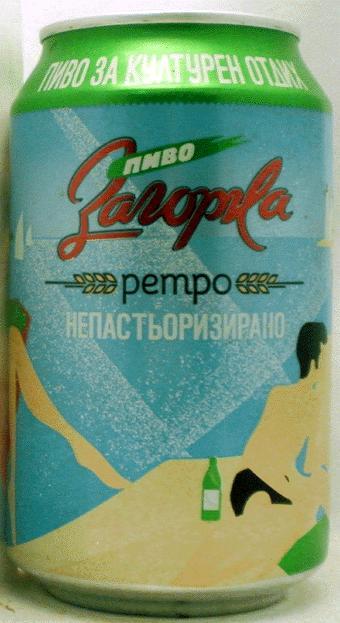 ПИВО ЗА КУЛТУРЕН ОТДИХ
ПИВО
Загорка
ретро
НЕПАСТЬОРИЗИРАНО